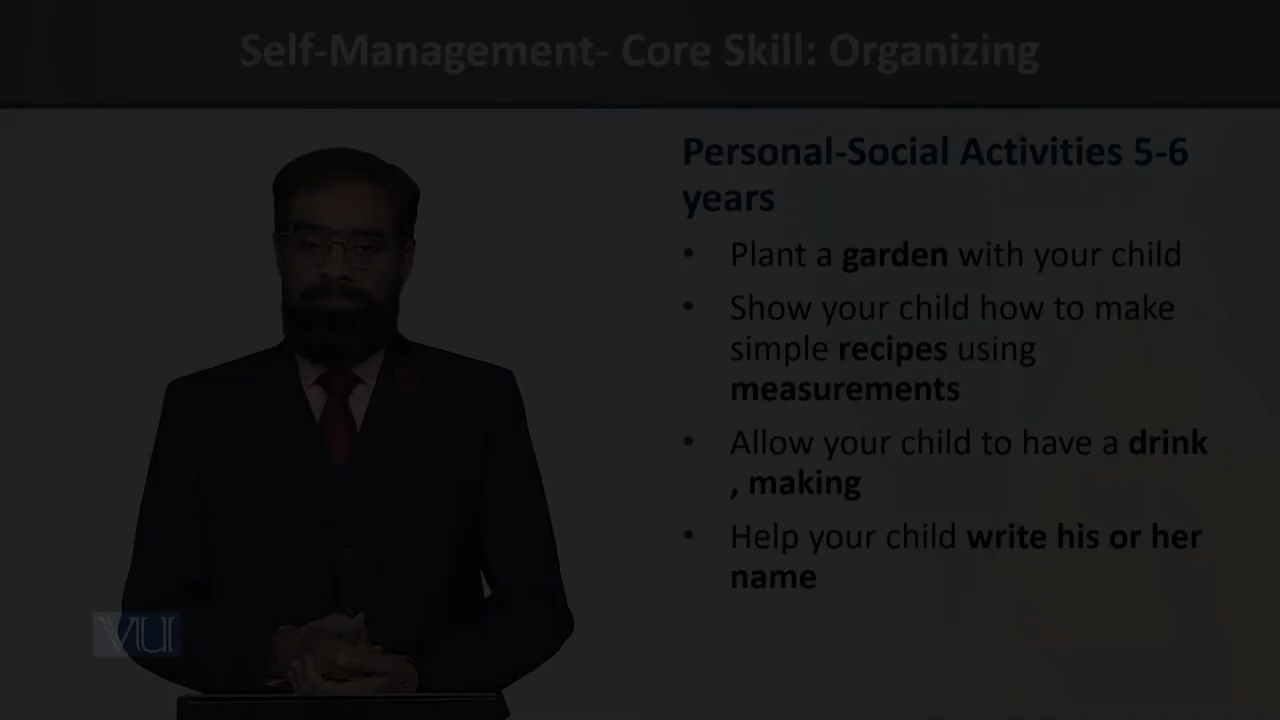 Self-Management- Core Skill: Organizing
Personal-Social Activities 5-6
years
• Plant a garden with your child
• Show your child how to make
simple recipes using
measurements
• Allow your child to have a drink
, making
• Help your child write his or her
name
VU